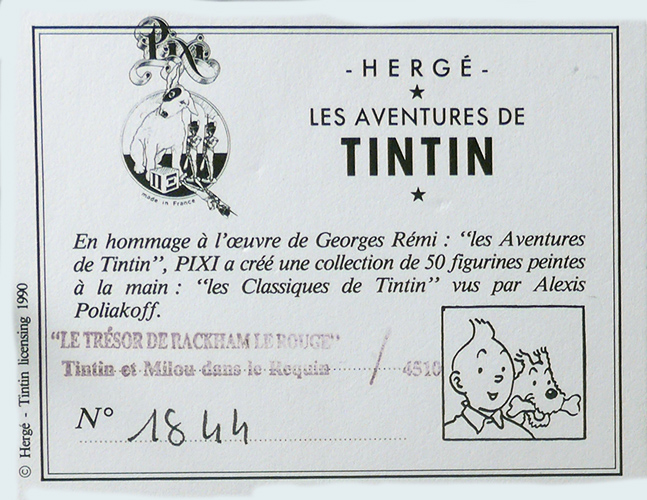 Pixi
113
made in France
- HERGÉ -
LES AVENTURES DE
TINTIN
En hommage à l'œuvre de Georges Rémi : "les Aventures
de Tintin", PIXI a créé une collection de 50 figurines peintes
à la main : "les Classiques de Tintin" vus par Alexis
Poliakoff.
"LE TRÉSOR DE RACKHAM LE ROUGE"
Tintin et Milou dans le Requin / 4510
N° 1844
© Hergé - Tintin licensing 1990